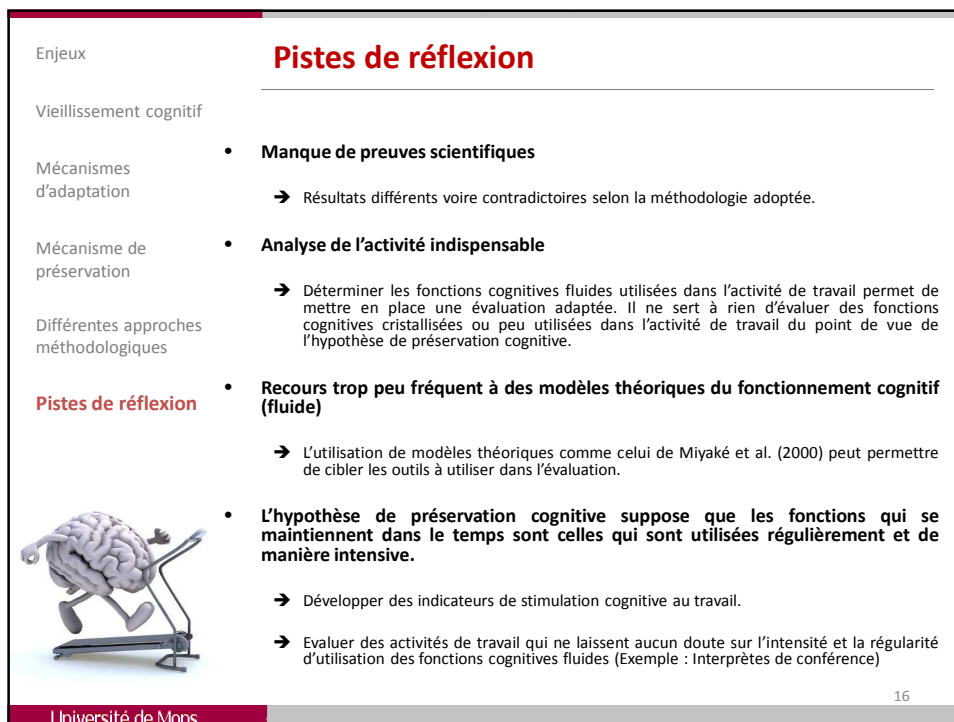 Enjeux
Vieillissement cognitif
Mécanismes
d’adaptation
Mécanisme de
préservation
Différentes approches
méthodologiques
Pistes de réflexion
Pistes de réflexion
• Manque de preuves scientifiques
➔ Résultats différents voire contradictoires selon la méthodologie adoptée.
• Analyse de l’activité indispensable
➔ Déterminer les fonctions cognitives fluides utilisées dans l’activité de travail permet de
mettre en place une évaluation adaptée. Il ne sert à rien d’évaluer des fonctions
cognitives cristallisées ou peu utilisées dans l’activité de travail du point de vue de
l’hypothèse de préservation cognitive.
• Recours trop peu fréquent à des modèles théoriques du fonctionnement cognitif
(fluide)
➔ L’utilisation de modèles théoriques comme celui de Miyaké et al. (2000) peut permettre
de cibler les outils à utiliser dans l’évaluation.
• L’hypothèse de préservation cognitive suppose que les fonctions qui se
maintiennent dans le temps sont celles qui sont utilisées régulièrement et de
manière intensive.
➔ Développer des indicateurs de stimulation cognitive au travail.
➔ Evaluer des activités de travail qui ne laissent aucun doute sur l’intensité et la régularité
d’utilisation des fonctions cognitives fluides (Exemple : Interprètes de conférence)
16
Université de Mons